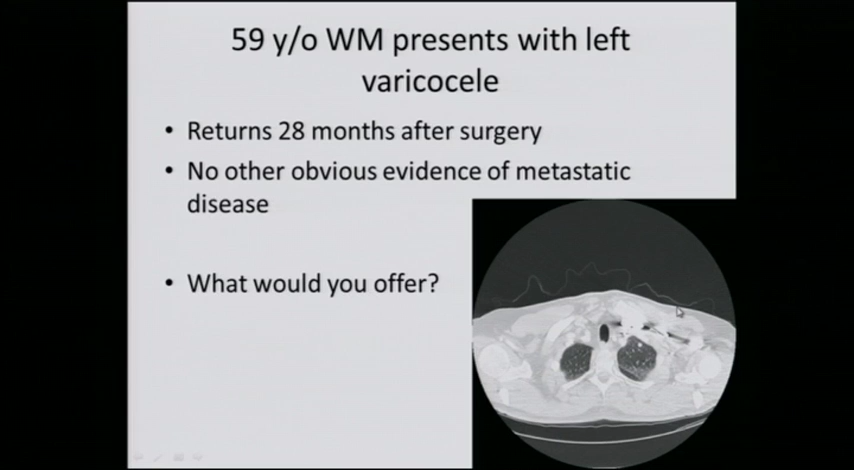 59 y/o WM presents with left
varicocele
• Returns 28 months after surgery
• No other obvious evidence of metastatic
disease
• What would you offer?